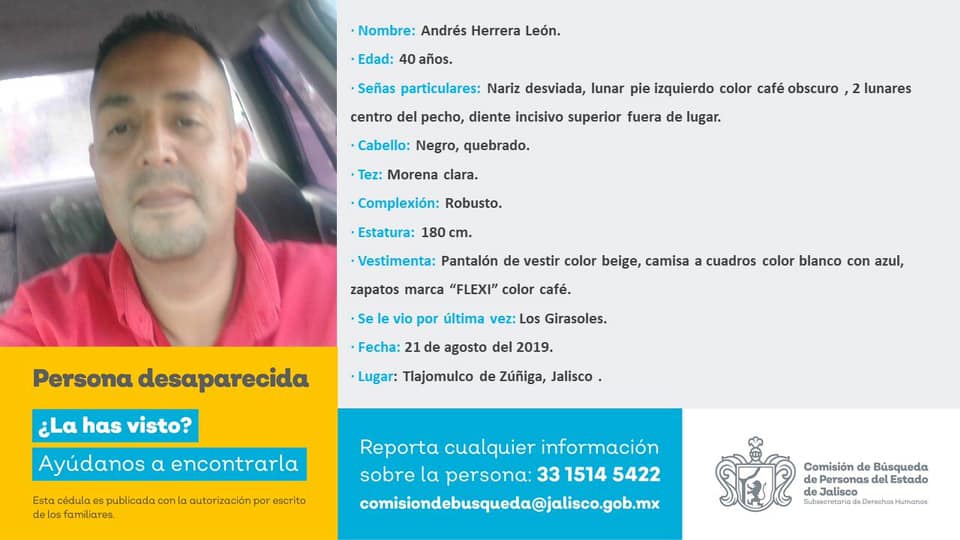 · Nombre: Andrés Herrera León.
· Edad: 40 años.
· Señas particulares: Nariz desviada, lunar pie izquierdo color café obscuro , 2 lunares
centro del pecho, diente incisivo superior fuera de lugar.
· Cabello: Negro, quebrado.
· Tez: Morena clara.
· Complexión: Robusto.
· Estatura: 180 cm.
· Vestimenta: Pantalón de vestir color beige, camisa a cuadros color blanco con azul,
zapatos marca “FLEXI” color café.
· Se le vio por última vez: Los Girasoles.
· Fecha: 21 de agosto del 2019.
· Lugar: Tlajomulco de Zúñiga, Jalisco .
Persona desaparecida
¿La has visto?
Ayúdanos a encontrarla
Esta cédula es publicada con la autorización por escrito
de los familiares.
Reporta cualquier información
sobre la persona: 33 1514 5422
comisiondebusqueda@jalisco.gob.mx
Comisión de Búsqueda
de Personas del Estado
de Jalisco
Subsecretaría de Derechos Humanos